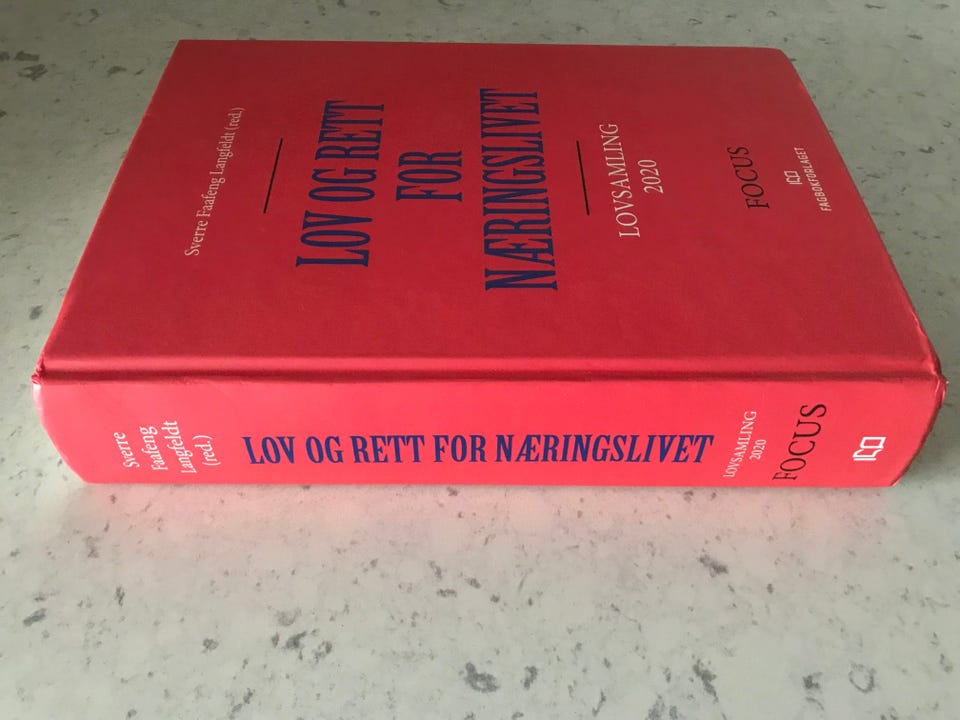 Sverre Faafeng Langfeldt (red.)
LOV OG RETT
FOR
NÆRINGSLIVET
LOVSAMLING
2020
FOCUS
FAGBOKFORLAGET
Sverre
Faafeng
Langfeldt
(red.)
LOV OG RETT FOR NÆRINGSLIVET
LOVSAMLING
2020
FOCUS